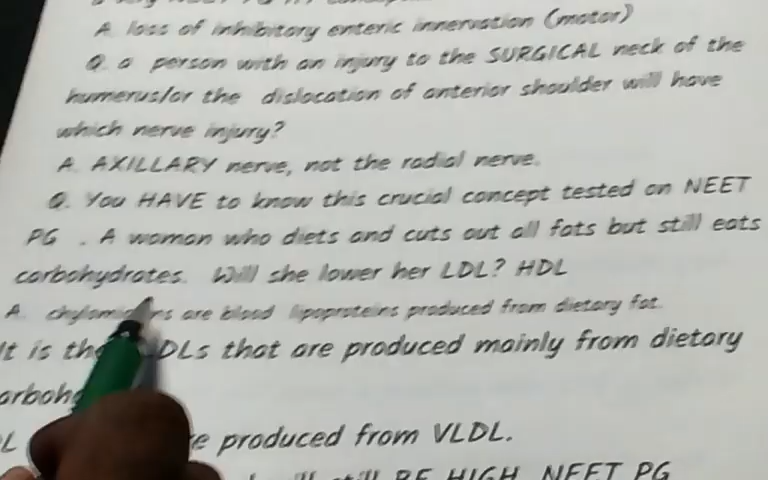 A. loss of inhibitory enteric innervation (motor)
Q. a person with an injury to the SURGICAL neck of the
humerus/or the dislocation of anterior shoulder will have
which nerve injury?
A. AXILLARY nerve, not the radial nerve.
Q. You HAVE to know this crucial concept tested on NEET
PG . A woman who diets and cuts out all fats but still eats
carbohydrates. Will she lower her LDL? HDL
A. are blood lipoproteins produced from dietary fat.
It is that are produced mainly from dietary
produced from VLDL.
BE HIGH NEET PG